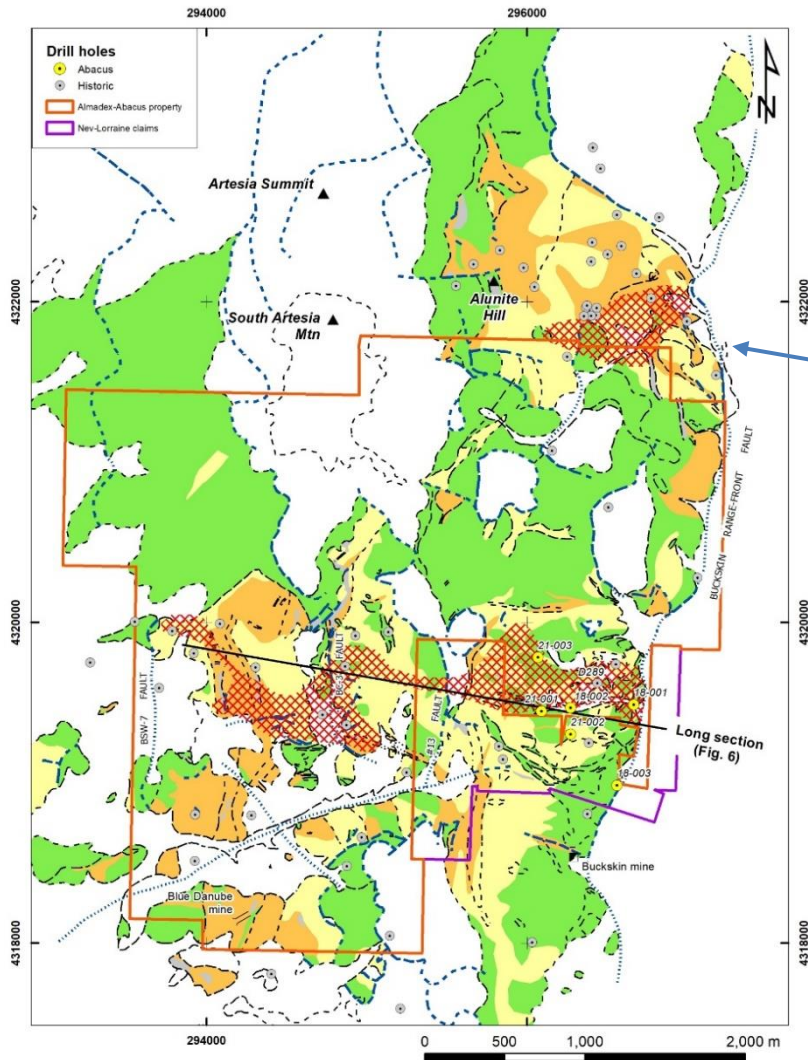 294000
296000
Drill holes
Abacus
Historic
Almadex-Abacus property
Nev-Lorraine claims
N
Artesia Summit
4322000
4322000
Alunite
Hill
South Artesia
Mtn
BUCKSKIN RANGE-FRONT FAULT
4320000
4320000
21-003
D289
BSW-7 FAULT
FAULT
#13 FAULT
21-001
18-002
18-001
21-002
Long section
(Fig. 6)
18-003
Buckskin mine
Blue Danube
mine
4318000
4318000
294000
0 500 1,000 2,000 m